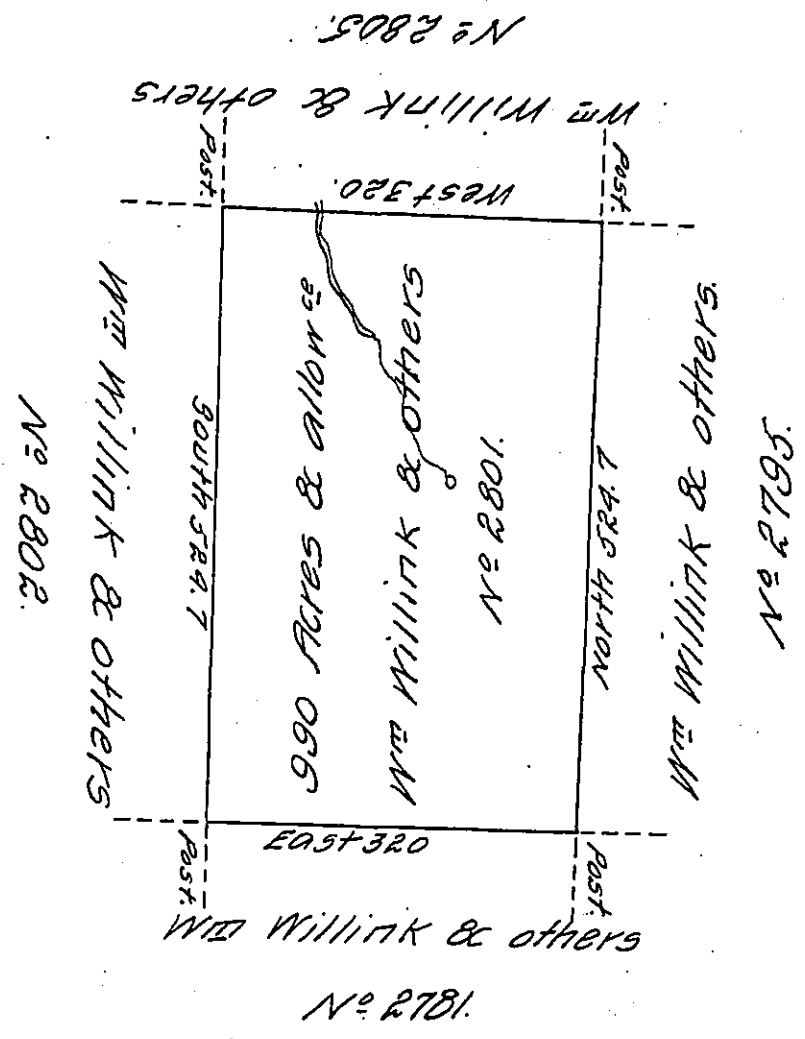 Nº 2805.
Wm Willink & others
Post.
Post.
West 320.
Wm Willink & others
Nº 2802.
South 524.7
990 Acres & allowce
Wm Willink & others
Nº 2801.
North 524.7
Wm Willink & others.
Nº 2795.
East 320
Post.
Post.
Wm Willink & others
Nº 2781.